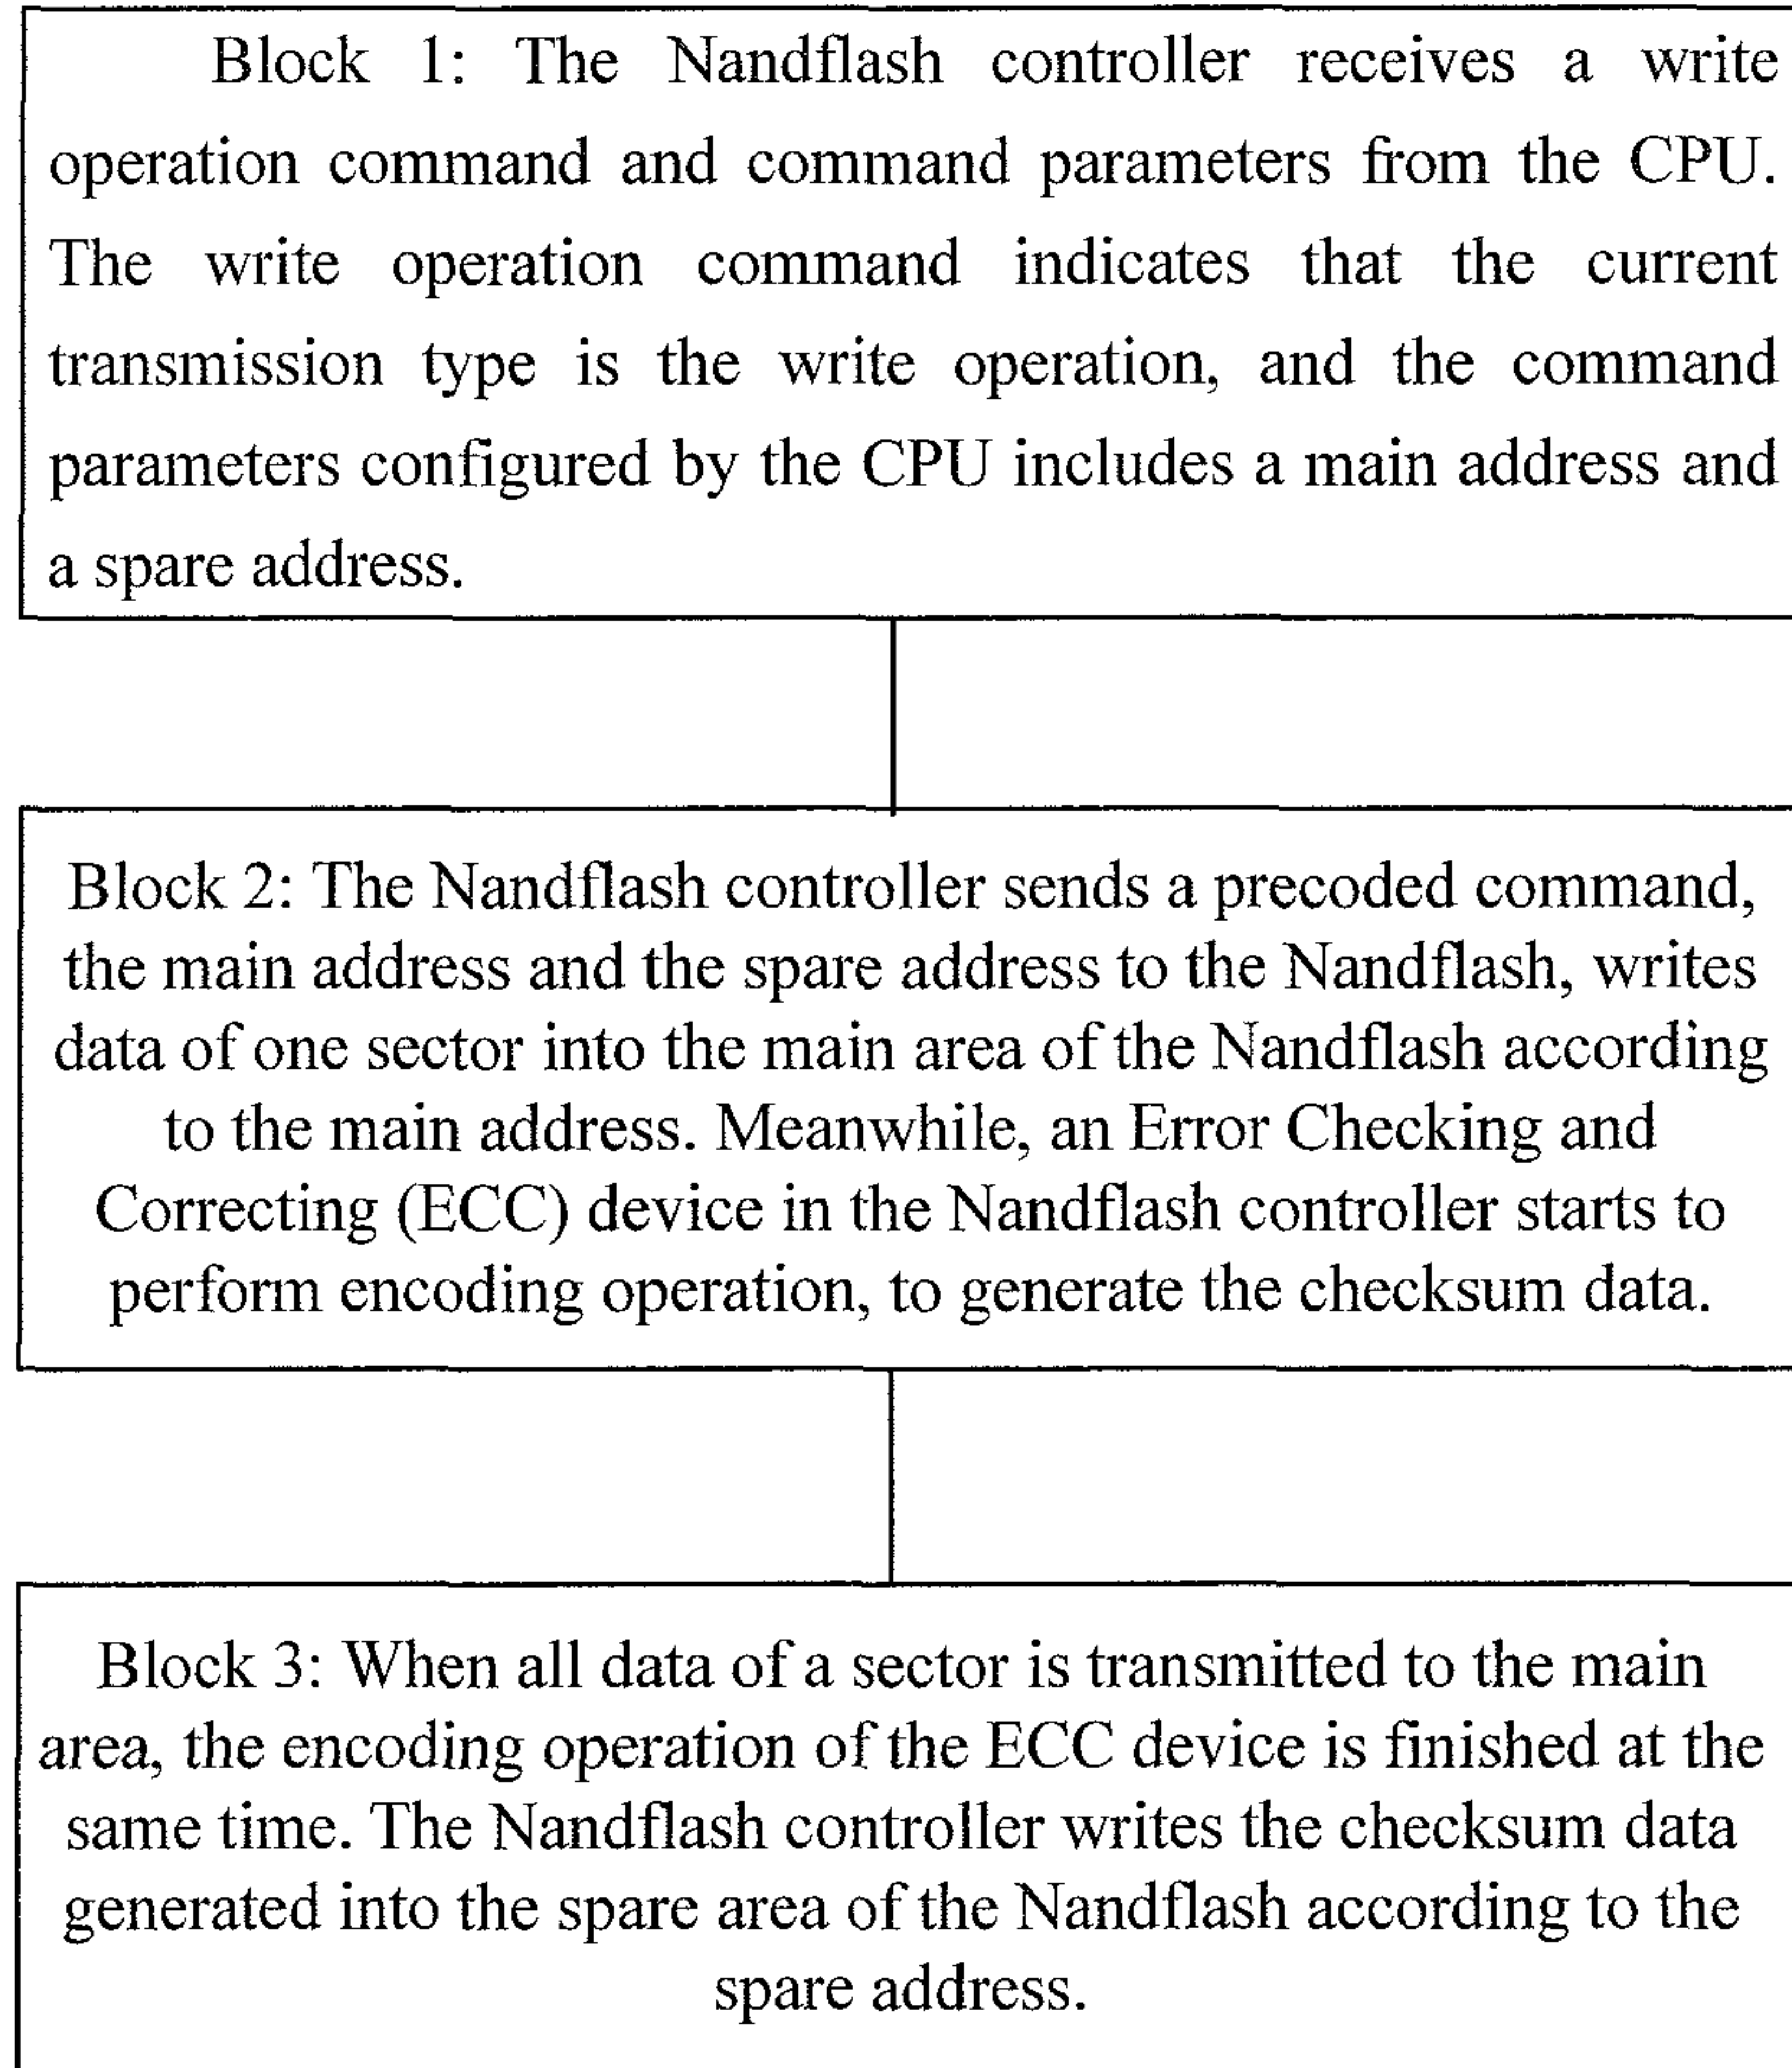 Block 1: The Nandflash controller receives a write
operation command and command parameters from the CPU.
The write operation command indicates that the current
transmission type is the write operation, and the command
parameters configured by the CPU includes a main address and
a spare address.
Block 2: The Nandflash controller sends a precoded command,
the main address and the spare address to the Nandflash, writes
data of one sector into the main area of the Nandflash according
to the main address. Meanwhile, an Error Checking and
Correcting (ECC) device in the Nandflash controller starts to
perform encoding operation, to generate the checksum data.
Block 3: When all data of a sector is transmitted to the main
area, the encoding operation of the ECC device is finished at the
same time. The Nandflash controller writes the checksum data
generated into the spare area of the Nandflash according to the
spare address.